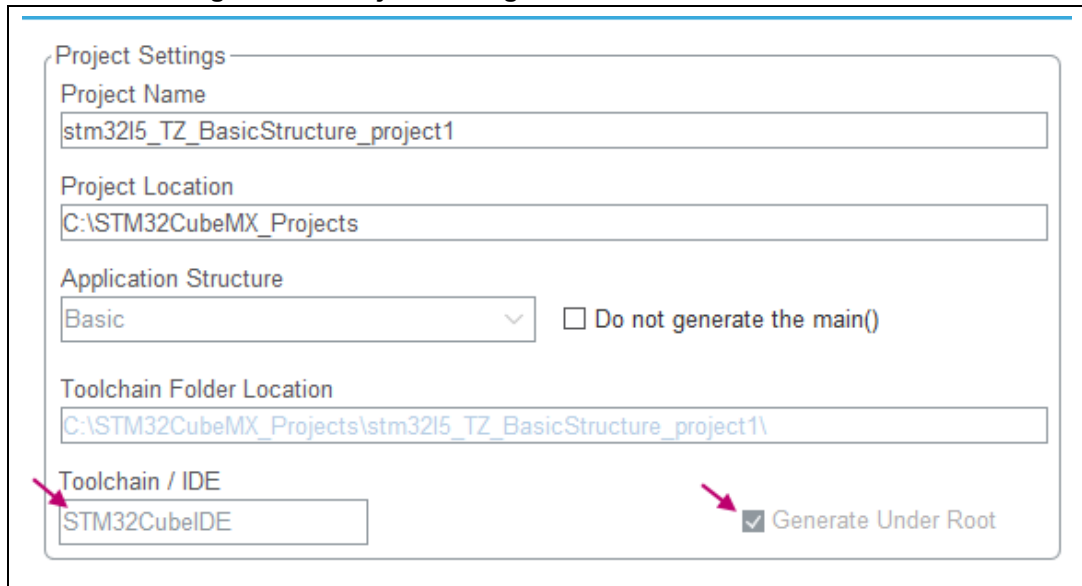 Project Settings
Project Name
stm32l5_TZ_BasicStructure_project1
Project Location
C:\STM32CubeMX_Projects
Application Structure
Basic
Do not generate the main()
Toolchain Folder Location
C:\STM32CubeMX_Projects\stm32l5_TZ_BasicStructure_project1\
Toolchain / IDE
STM32CubeIDE
Generate Under Root